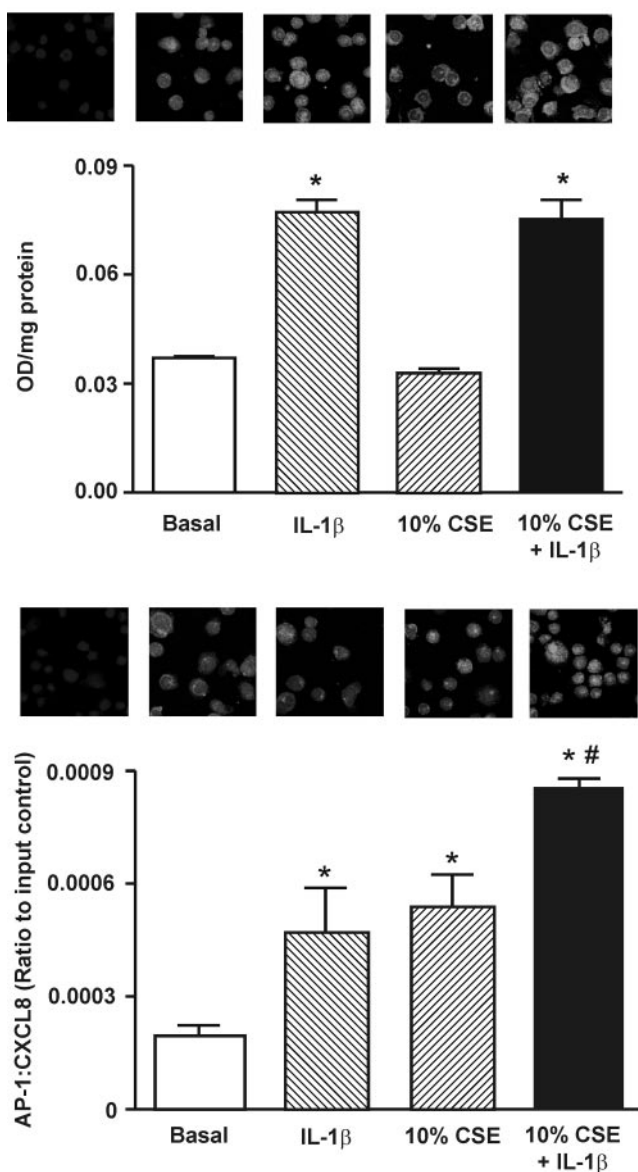 0.09
0.06
0.03
0.00
OD/mg protein
*
*
Basal
IL-1β
10% CSE
10% CSE
+ IL-1β
0.0009
0.0006
0.0003
0
AP-1:CXCL8 (Ratio to input control)
*
*
* #
Basal
IL-1β
10% CSE
10% CSE
+ IL-1β